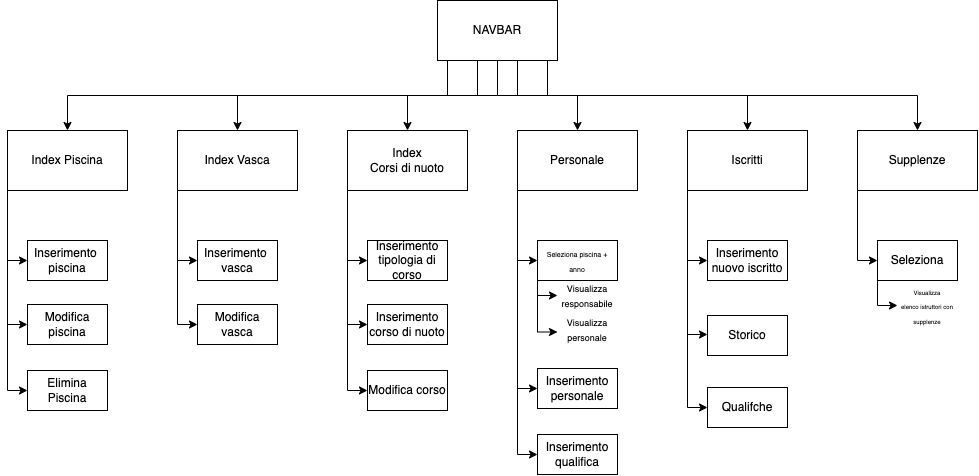 NAVBAR
Index Piscina
Index Vasca
Index
Corsi di nuoto
Personale
Iscritti
Supplenze
Inserimento
piscina
Modifica
piscina
Elimina
Piscina
Inserimento
vasca
Modifica
vasca
Inserimento
tipologia di
corso
Inserimento
corso di nuoto
Modifica corso
Seleziona piscina +
anno
Visualizza
responsabile
Visualizza
personale
Inserimento
personale
Inserimento
qualifica
Inserimento
nuovo iscritto
Storico
Qualifche
Seleziona
Visualizza
elenco istruttori con
supplenze